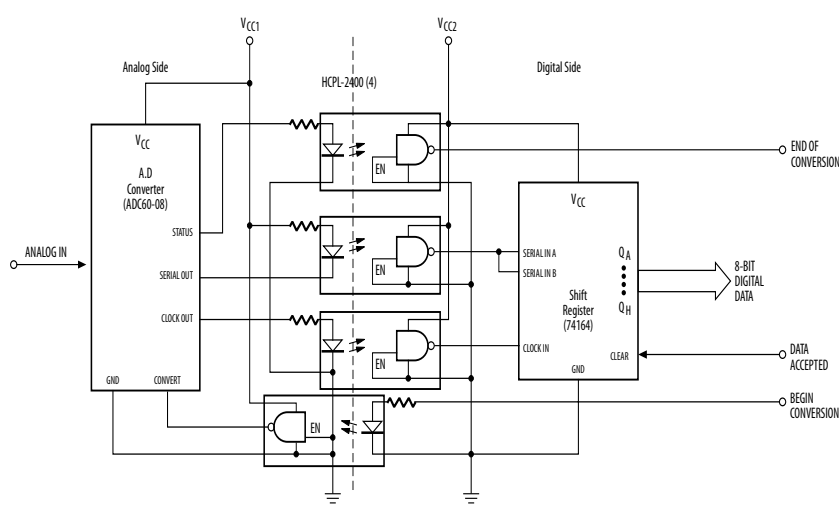 VCC1
VCC2
Analog Side
HCPL-2400 (4)
Digital Side
VCC
A.D
Converter
(ADC60-08)
STATUS
SERIAL OUT
CLOCK OUT
GND
CONVERT
ANALOG IN
EN
EN
EN
EN
VCC
SERIAL IN A
SERIAL IN B
Shift
Register
(74164)
CLOCK IN
GND
QA
QH
CLEAR
END OF
CONVERSION
8-BIT
DIGITAL
DATA
DATA
ACCEPTED
BEGIN
CONVERSION